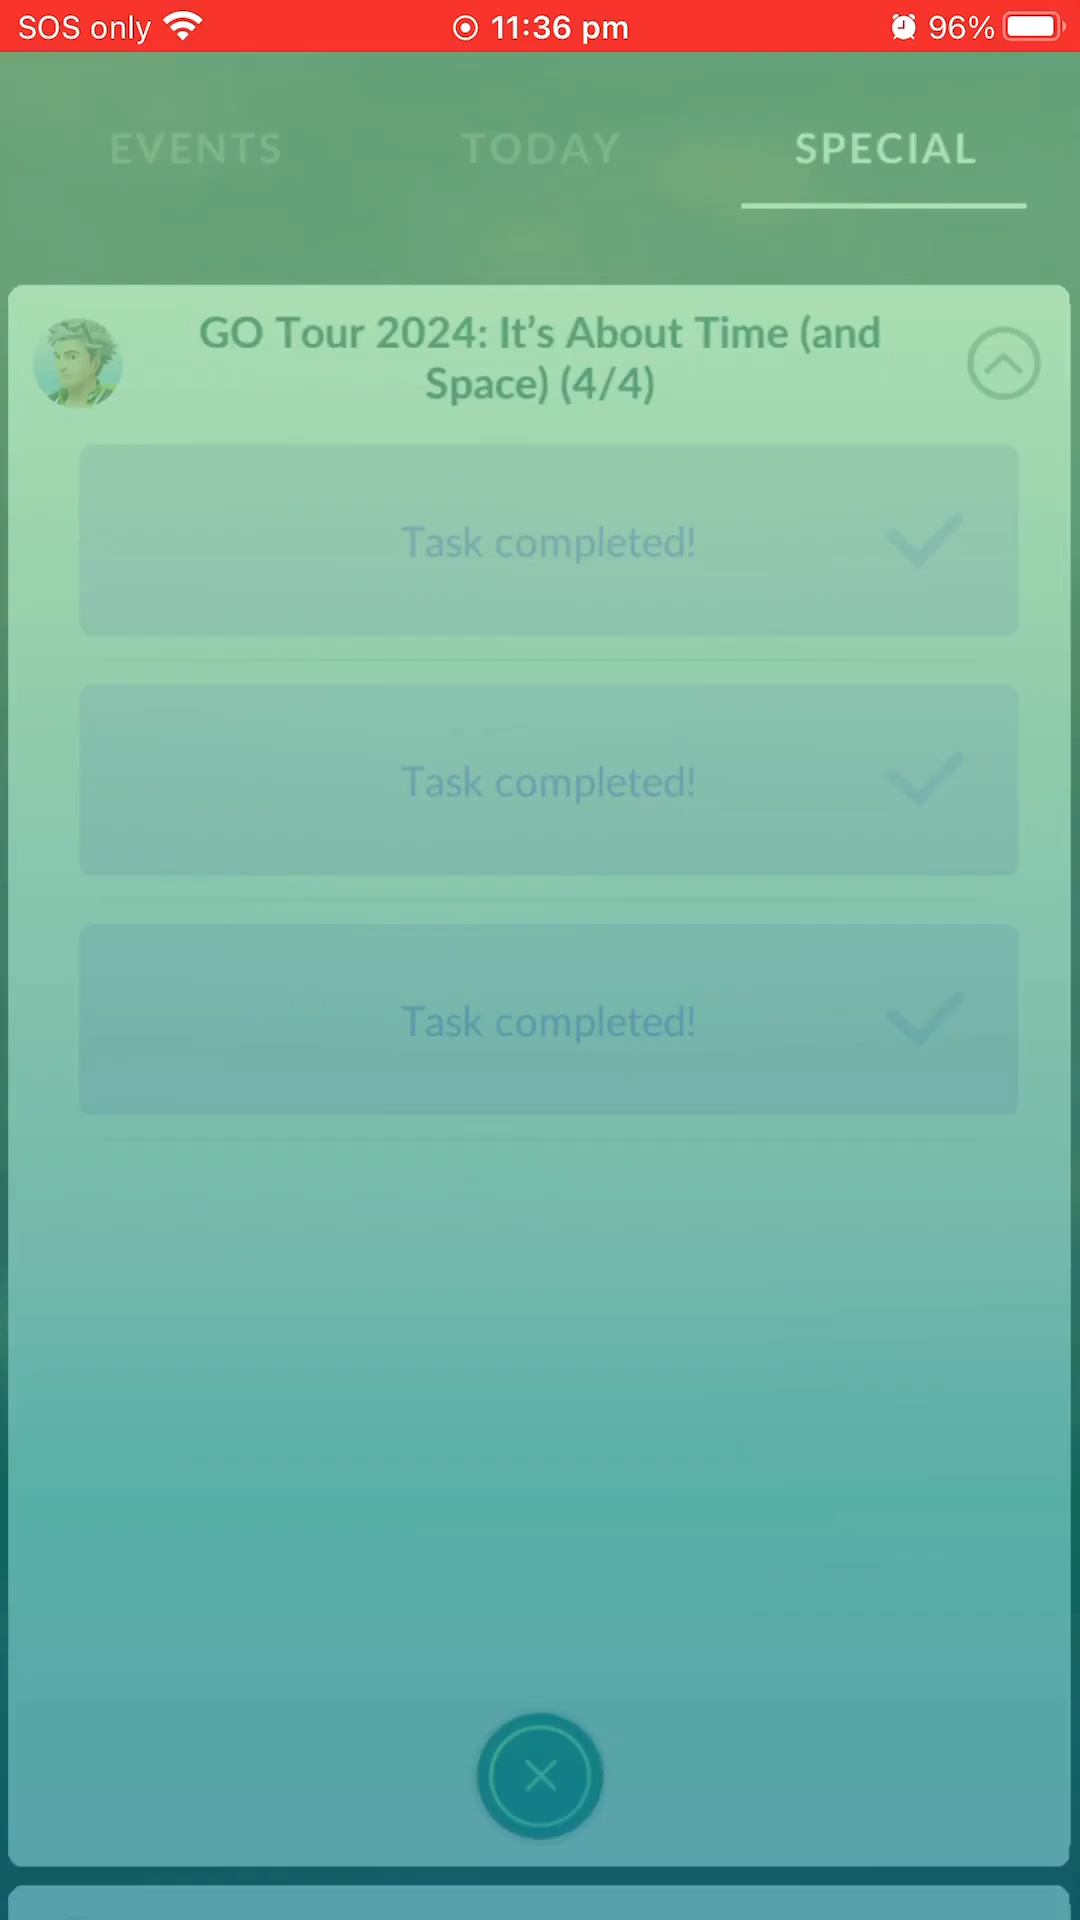 SOS only 11:36 pm 96%
EVENTS TODAY SPECIAL
GO Tour 2024: It’s About Time (and
Space) (4/4)
Task completed!
Task completed!
Task completed!